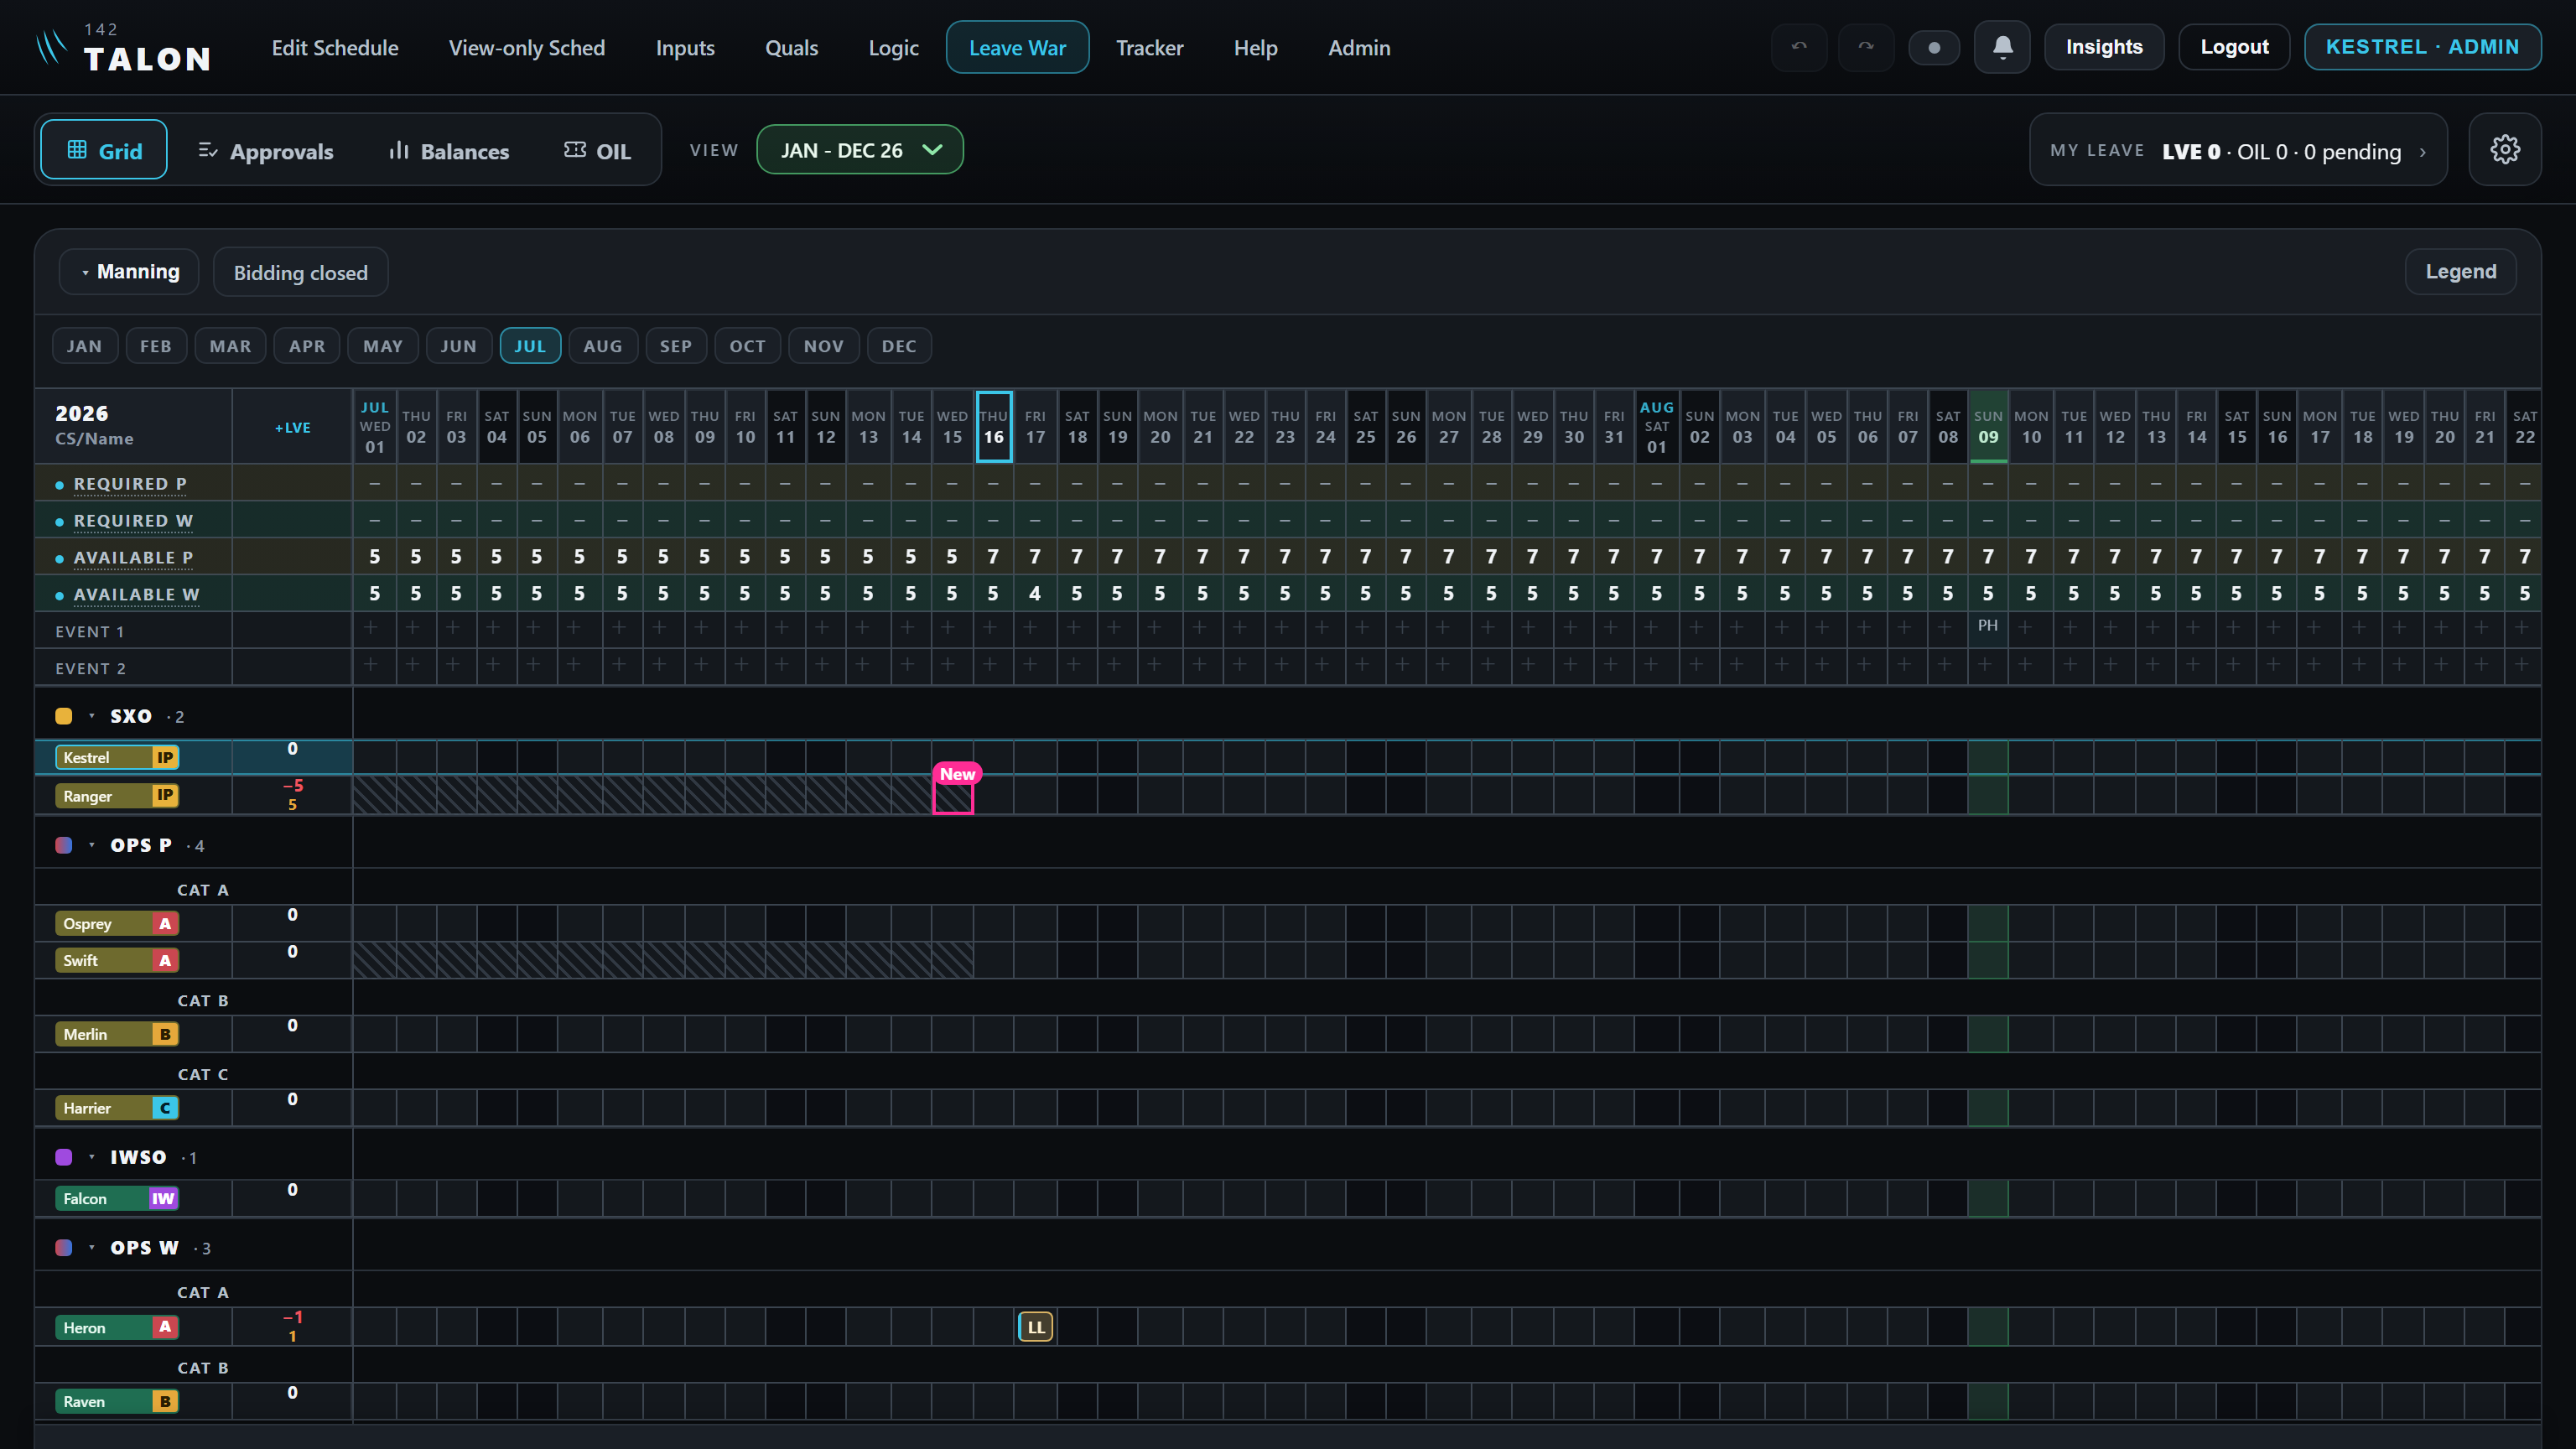 142
TALON
Edit Schedule View-only Sched Inputs Quals Logic Leave War Tracker Help Admin Insights Logout KESTREL · ADMIN
Grid Approvals Balances OIL VIEW JAN - DEC 26 MY LEAVE LVE 0 · OIL 0 · 0 pending ›
Manning Bidding closed Legend
JAN FEB MAR APR MAY JUN JUL AUG SEP OCT NOV DEC
2026
CS/Name
+LVE
JUL WED 01 THU 02 FRI 03 SAT 04 SUN 05 MON 06 TUE 07 WED 08 THU 09 FRI 10 SAT 11 SUN 12 MON 13 TUE 14 WED 15 THU 16 FRI 17 SAT 18 SUN 19 MON 20 TUE 21 WED 22 THU 23 FRI 24 SAT 25 SUN 26 MON 27 TUE 28 WED 29 THU 30 FRI 31 AUG SAT 01 SUN 02 MON 03 TUE 04 WED 05 THU 06 FRI 07 SAT 08 SUN 09 MON 10 TUE 11 WED 12 THU 13 FRI 14 SAT 15 SUN 16 MON 17 TUE 18 WED 19 THU 20 FRI 21 SAT 22
REQUIRED P – – – – – – – – – – – – – – – – – – – – – – – – – – – – – – – – – – – – – – – – – – – – – – – – – – – – –
REQUIRED W – – – – – – – – – – – – – – – – – – – – – – – – – – – – – – – – – – – – – – – – – – – – – – – – – – – – –
AVAILABLE P 5 5 5 5 5 5 5 5 5 5 5 5 5 5 5 7 7 7 7 7 7 7 7 7 7 7 7 7 7 7 7 7 7 7 7 7 7 7 7 7 7 7 7 7 7 7 7 7 7 7 7 7 7
AVAILABLE W 5 5 5 5 5 5 5 5 5 5 5 5 5 5 5 5 4 5 5 5 5 5 5 5 5 5 5 5 5 5 5 5 5 5 5 5 5 5 5 5 5 5 5 5 5 5 5 5 5 5 5 5 5
EVENT 1 + + + + + + + + + + + + + + + + + + + + + + + + + + + + + + + + + + + + + + + PH + + + + + + + + + + + + +
EVENT 2 + + + + + + + + + + + + + + + + + + + + + + + + + + + + + + + + + + + + + + + + + + + + + + + + + + + + +
SXO · 2
Kestrel IP 0
Ranger IP −5 5 New
OPS P · 4
CAT A
Osprey A 0
Swift A 0
CAT B
Merlin B 0
CAT C
Harrier C 0
IWSO · 1
Falcon IW 0
OPS W · 3
CAT A
Heron A −1 1 LL
CAT B
Raven B 0